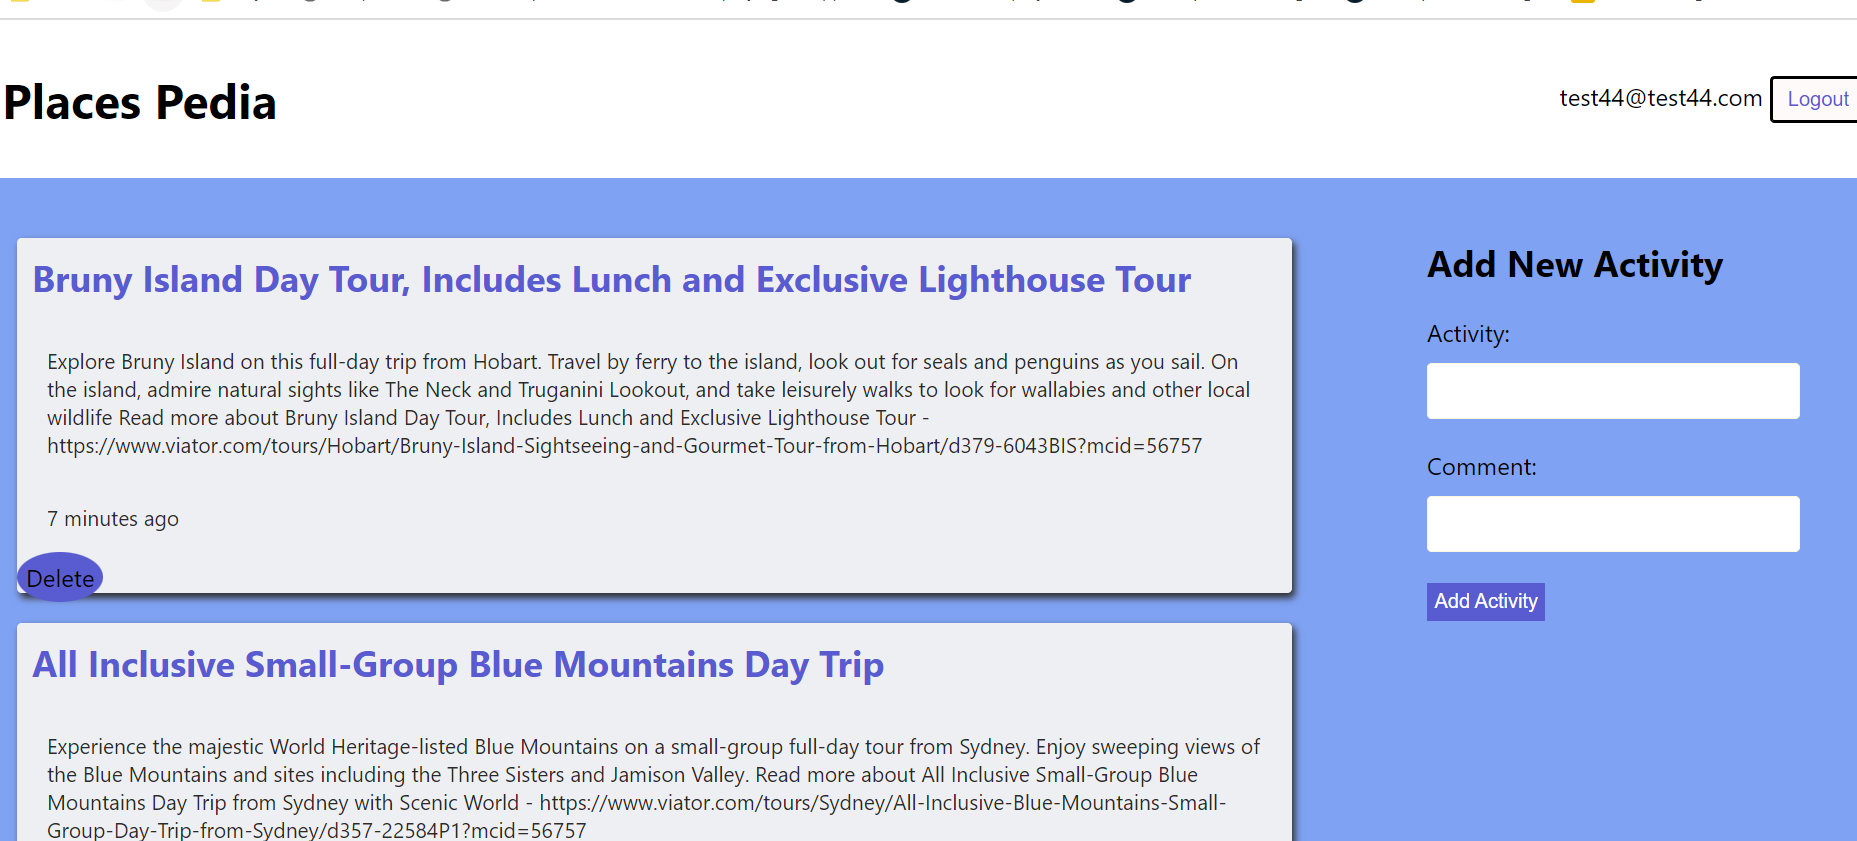 Places Pedia
test44@test44.com
Logout
Bruny Island Day Tour, Includes Lunch and Exclusive Lighthouse Tour
Explore Bruny Island on this full-day trip from Hobart. Travel by ferry to the island, look out for seals and penguins as you sail. On
the island, admire natural sights like The Neck and Truganini Lookout, and take leisurely walks to look for wallabies and other local
wildlife Read more about Bruny Island Day Tour, Includes Lunch and Exclusive Lighthouse Tour -
https://www.viator.com/tours/Hobart/Bruny-Island-Sightseeing-and-Gourmet-Tour-from-Hobart/d379-6043BIS?mcid=56757
7 minutes ago
Delete
All Inclusive Small-Group Blue Mountains Day Trip
Experience the majestic World Heritage-listed Blue Mountains on a small-group full-day tour from Sydney. Enjoy sweeping views of
the Blue Mountains and sites including the Three Sisters and Jamison Valley. Read more about All Inclusive Small-Group Blue
Mountains Day Trip from Sydney with Scenic World - https://www.viator.com/tours/Sydney/All-Inclusive-Blue-Mountains-Small-
Group-Day-Trip-from-Sydney/d357-22584P1?mcid=56757
Add New Activity
Activity:
Comment:
Add Activity